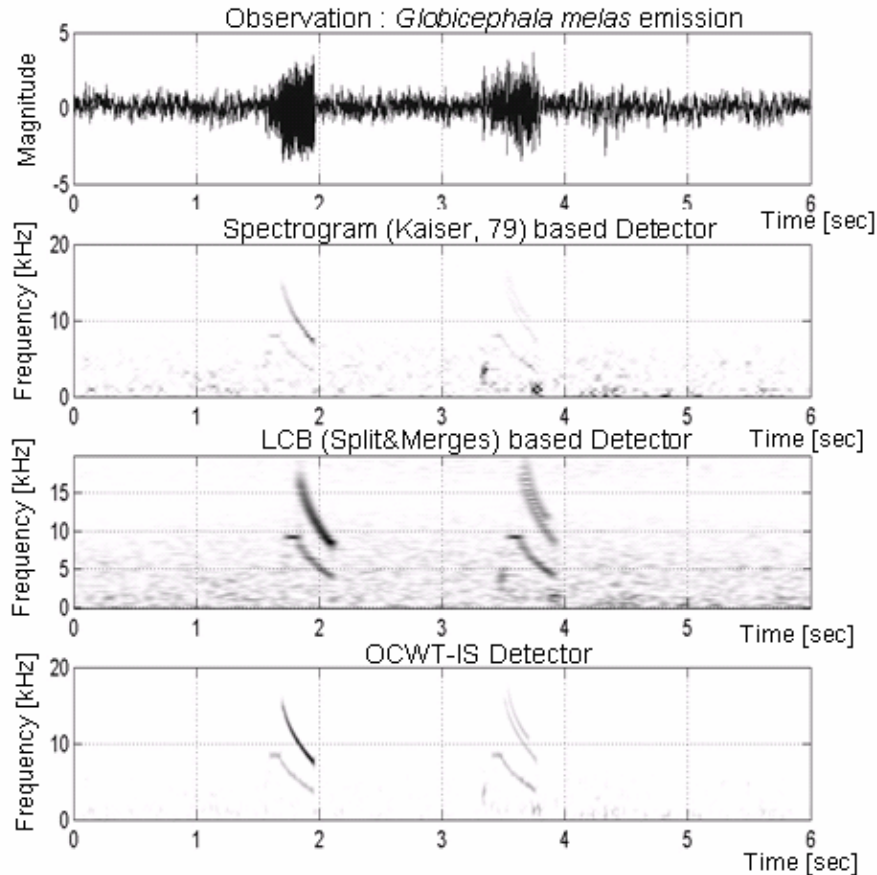 Observation : Globicephala melas emission
Magnitude
5
0
-5
0 1 2 3 4 5 6
Time [sec]
Spectrogram (Kaiser, 79) based Detector
Frequency [kHz]
20
10
0
0 1 2 3 4 5 6
Time [sec]
LCB (Split&Merges) based Detector
Frequency [kHz]
15
10
5
0
0 1 2 3 4 5 6
Time [sec]
OCWT-IS Detector
Frequency [kHz]
20
10
0
0 1 2 3 4 5 6
Time [sec]